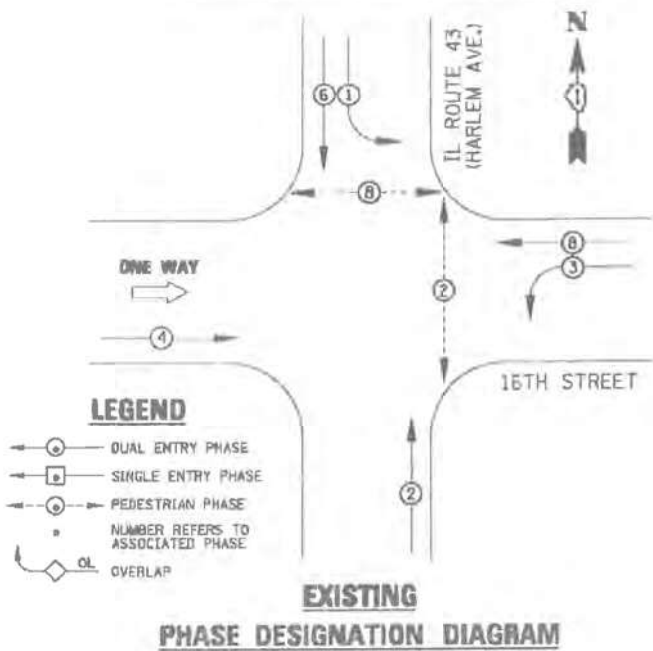 N
IL ROUTE 43
(HARLEM AVE.)
6
1
8
8
3
ONE WAY
2
4
16TH STREET
2
LEGEND
DUAL ENTRY PHASE
SINGLE ENTRY PHASE
PEDESTRIAN PHASE
NUMBER REFERS TO
ASSOCIATED PHASE
OL
OVERLAP
EXISTING
PHASE DESIGNATION DIAGRAM